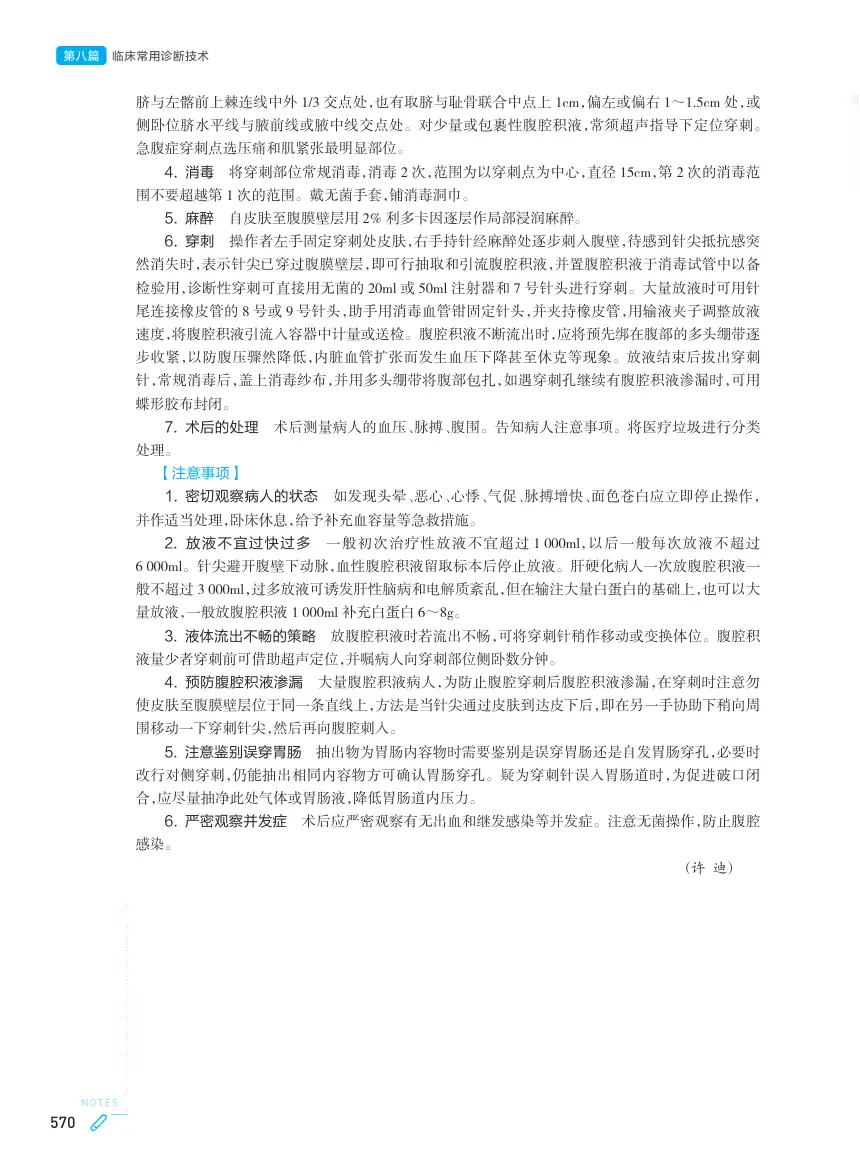 第八篇 临床常用诊断技术
脐与左髂前上棘连线中外 1/3 交点处,也有取脐与耻骨联合中点上 1cm,偏左或偏右 1～1.5cm 处,或
侧卧位脐水平线与腋前线或腋中线交点处。对少量或包裹性腹腔积液,常须超声指导下定位穿刺。
急腹症穿刺点选压痛和肌紧张最明显部位。
4. 消毒 将穿刺部位常规消毒,消毒 2 次,范围为以穿刺点为中心,直径 15cm,第 2 次的消毒范
围不要超越第 1 次的范围。戴无菌手套,铺消毒洞巾。
5. 麻醉 自皮肤至腹膜壁层用 2% 利多卡因逐层作局部浸润麻醉。
6. 穿刺 操作者左手固定穿刺处皮肤,右手持针经麻醉处逐步刺入腹壁,待感到针尖抵抗感突
然消失时,表示针尖已穿过腹膜壁层,即可行抽取和引流腹腔积液,并置腹腔积液于消毒试管中以备
检验用,诊断性穿刺可直接用无菌的 20ml 或 50ml 注射器和 7 号针头进行穿刺。大量放液时可用针
尾连接橡皮管的 8 号或 9 号针头,助手用消毒血管钳固定针头,并夹持橡皮管,用输液夹子调整放液
速度,将腹腔积液引流入容器中计量或送检。腹腔积液不断流出时,应将预先绑在腹部的多头绷带逐
步收紧,以防腹压骤然降低,内脏血管扩张而发生血压下降甚至休克等现象。放液结束后拔出穿刺
针,常规消毒后,盖上消毒纱布,并用多头绷带将腹部包扎,如遇穿刺孔继续有腹腔积液渗漏时,可用
蝶形胶布封闭。
7. 术后的处理 术后测量病人的血压、脉搏、腹围。告知病人注意事项。将医疗垃圾进行分类
处理。
【注意事项】
1. 密切观察病人的状态 如发现头晕、恶心、心悸、气促、脉搏增快、面色苍白应立即停止操作,
并作适当处理,卧床休息,给予补充血容量等急救措施。
2. 放液不宜过快过多 一般初次治疗性放液不宜超过 1 000ml,以后一般每次放液不超过
6 000ml。针尖避开腹壁下动脉,血性腹腔积液留取标本后停止放液。肝硬化病人一次放腹腔积液一
般不超过 3 000ml,过多放液可诱发肝性脑病和电解质紊乱,但在输注大量白蛋白的基础上,也可以大
量放液,一般放腹腔积液 1 000ml 补充白蛋白 6～8g。
3. 液体流出不畅的策略 放腹腔积液时若流出不畅,可将穿刺针稍作移动或变换体位。腹腔积
液量少者穿刺前可借助超声定位,并嘱病人向穿刺部位侧卧数分钟。
4. 预防腹腔积液渗漏 大量腹腔积液病人,为防止腹腔穿刺后腹腔积液渗漏,在穿刺时注意勿
使皮肤至腹膜壁层位于同一条直线上,方法是当针尖通过皮肤到达皮下后,即在另一手协助下稍向周
围移动一下穿刺针尖,然后再向腹腔刺入。
5. 注意鉴别误穿胃肠 抽出物为胃肠内容物时需要鉴别是误穿胃肠还是自发胃肠穿孔,必要时
改行对侧穿刺,仍能抽出相同内容物方可确认胃肠穿孔。疑为穿刺针误入胃肠道时,为促进破口闭
合,应尽量抽净此处气体或胃肠液,降低胃肠道内压力。
6. 严密观察并发症 术后应严密观察有无出血和继发感染等并发症。注意无菌操作,防止腹腔
感染。
(许 迪)
NOTES
570